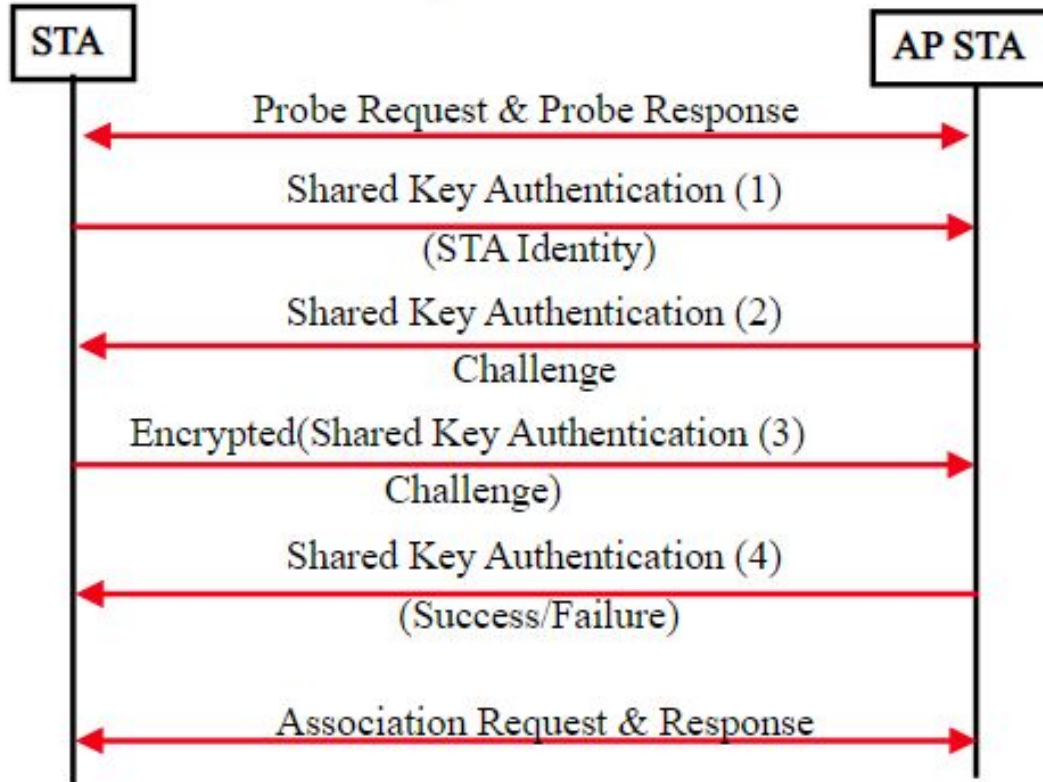 STA
AP STA
Probe Request & Probe Response
Shared Key Authentication (1)
(STA Identity)
Shared Key Authentication (2)
Challenge
Encrypted(Shared Key Authentication (3)
Challenge)
Shared Key Authentication (4)
(Success/Failure)
Association Request & Response